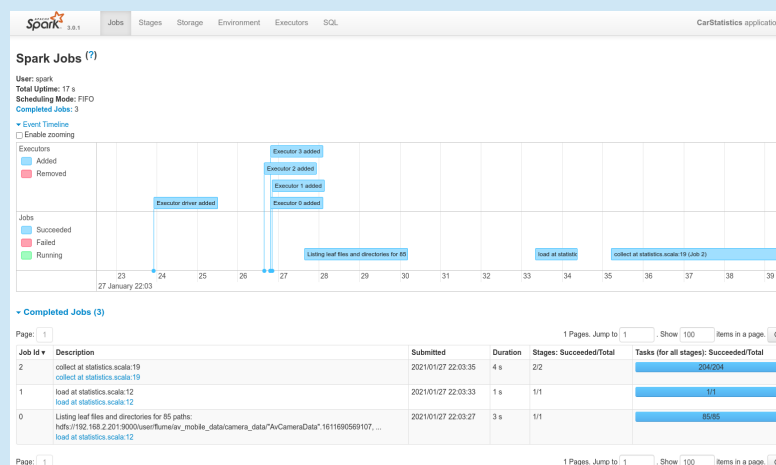 APACHE
Spark 3.0.1 Jobs Stages Storage Environment Executors SQL CarStatistics
Spark Jobs (?)
User: spark
Total Uptime: 17 s
Scheduling Mode: FIFO
Completed Jobs: 3
Event Timeline
Enable zooming
Executors
Added
Removed
Executor 3 added
Executor 2 added
Executor 1 added
Executor driver added Executor 0 added
Jobs
Succeeded
Failed
Running
Listing leaf files and directories for 85 load at statistic collect at statistics.scala:19 (Job 2)
23 24 25 26 27 28 29 30 31 32 33 34 35 36 37 38 39
27 January 22:03
Completed Jobs (3)
Page: 1 1 Pages. Jump to 1 . Show 100 items in a page.
Job Id ▾ Description Submitted Duration Stages: Succeeded/Total Tasks (for all stages): Succeeded/Total
2 collect at statistics.scala:19 2021/01/27 22:03:35 4 s 2/2 204/204
collect at statistics.scala:19
1 load at statistics.scala:12 2021/01/27 22:03:33 1 s 1/1 1/1
load at statistics.scala:12
0 Listing leaf files and directories for 85 paths: 2021/01/27 22:03:27 3 s 1/1 85/85
hdfs://192.168.2.201:9000/user/flume/av_mobile_data/camera_data/"AvCameraData".1611690569107, ...
load at statistics.scala:12
Page: 1 1 Pages. Jump to 1 . Show 100 items in a page.